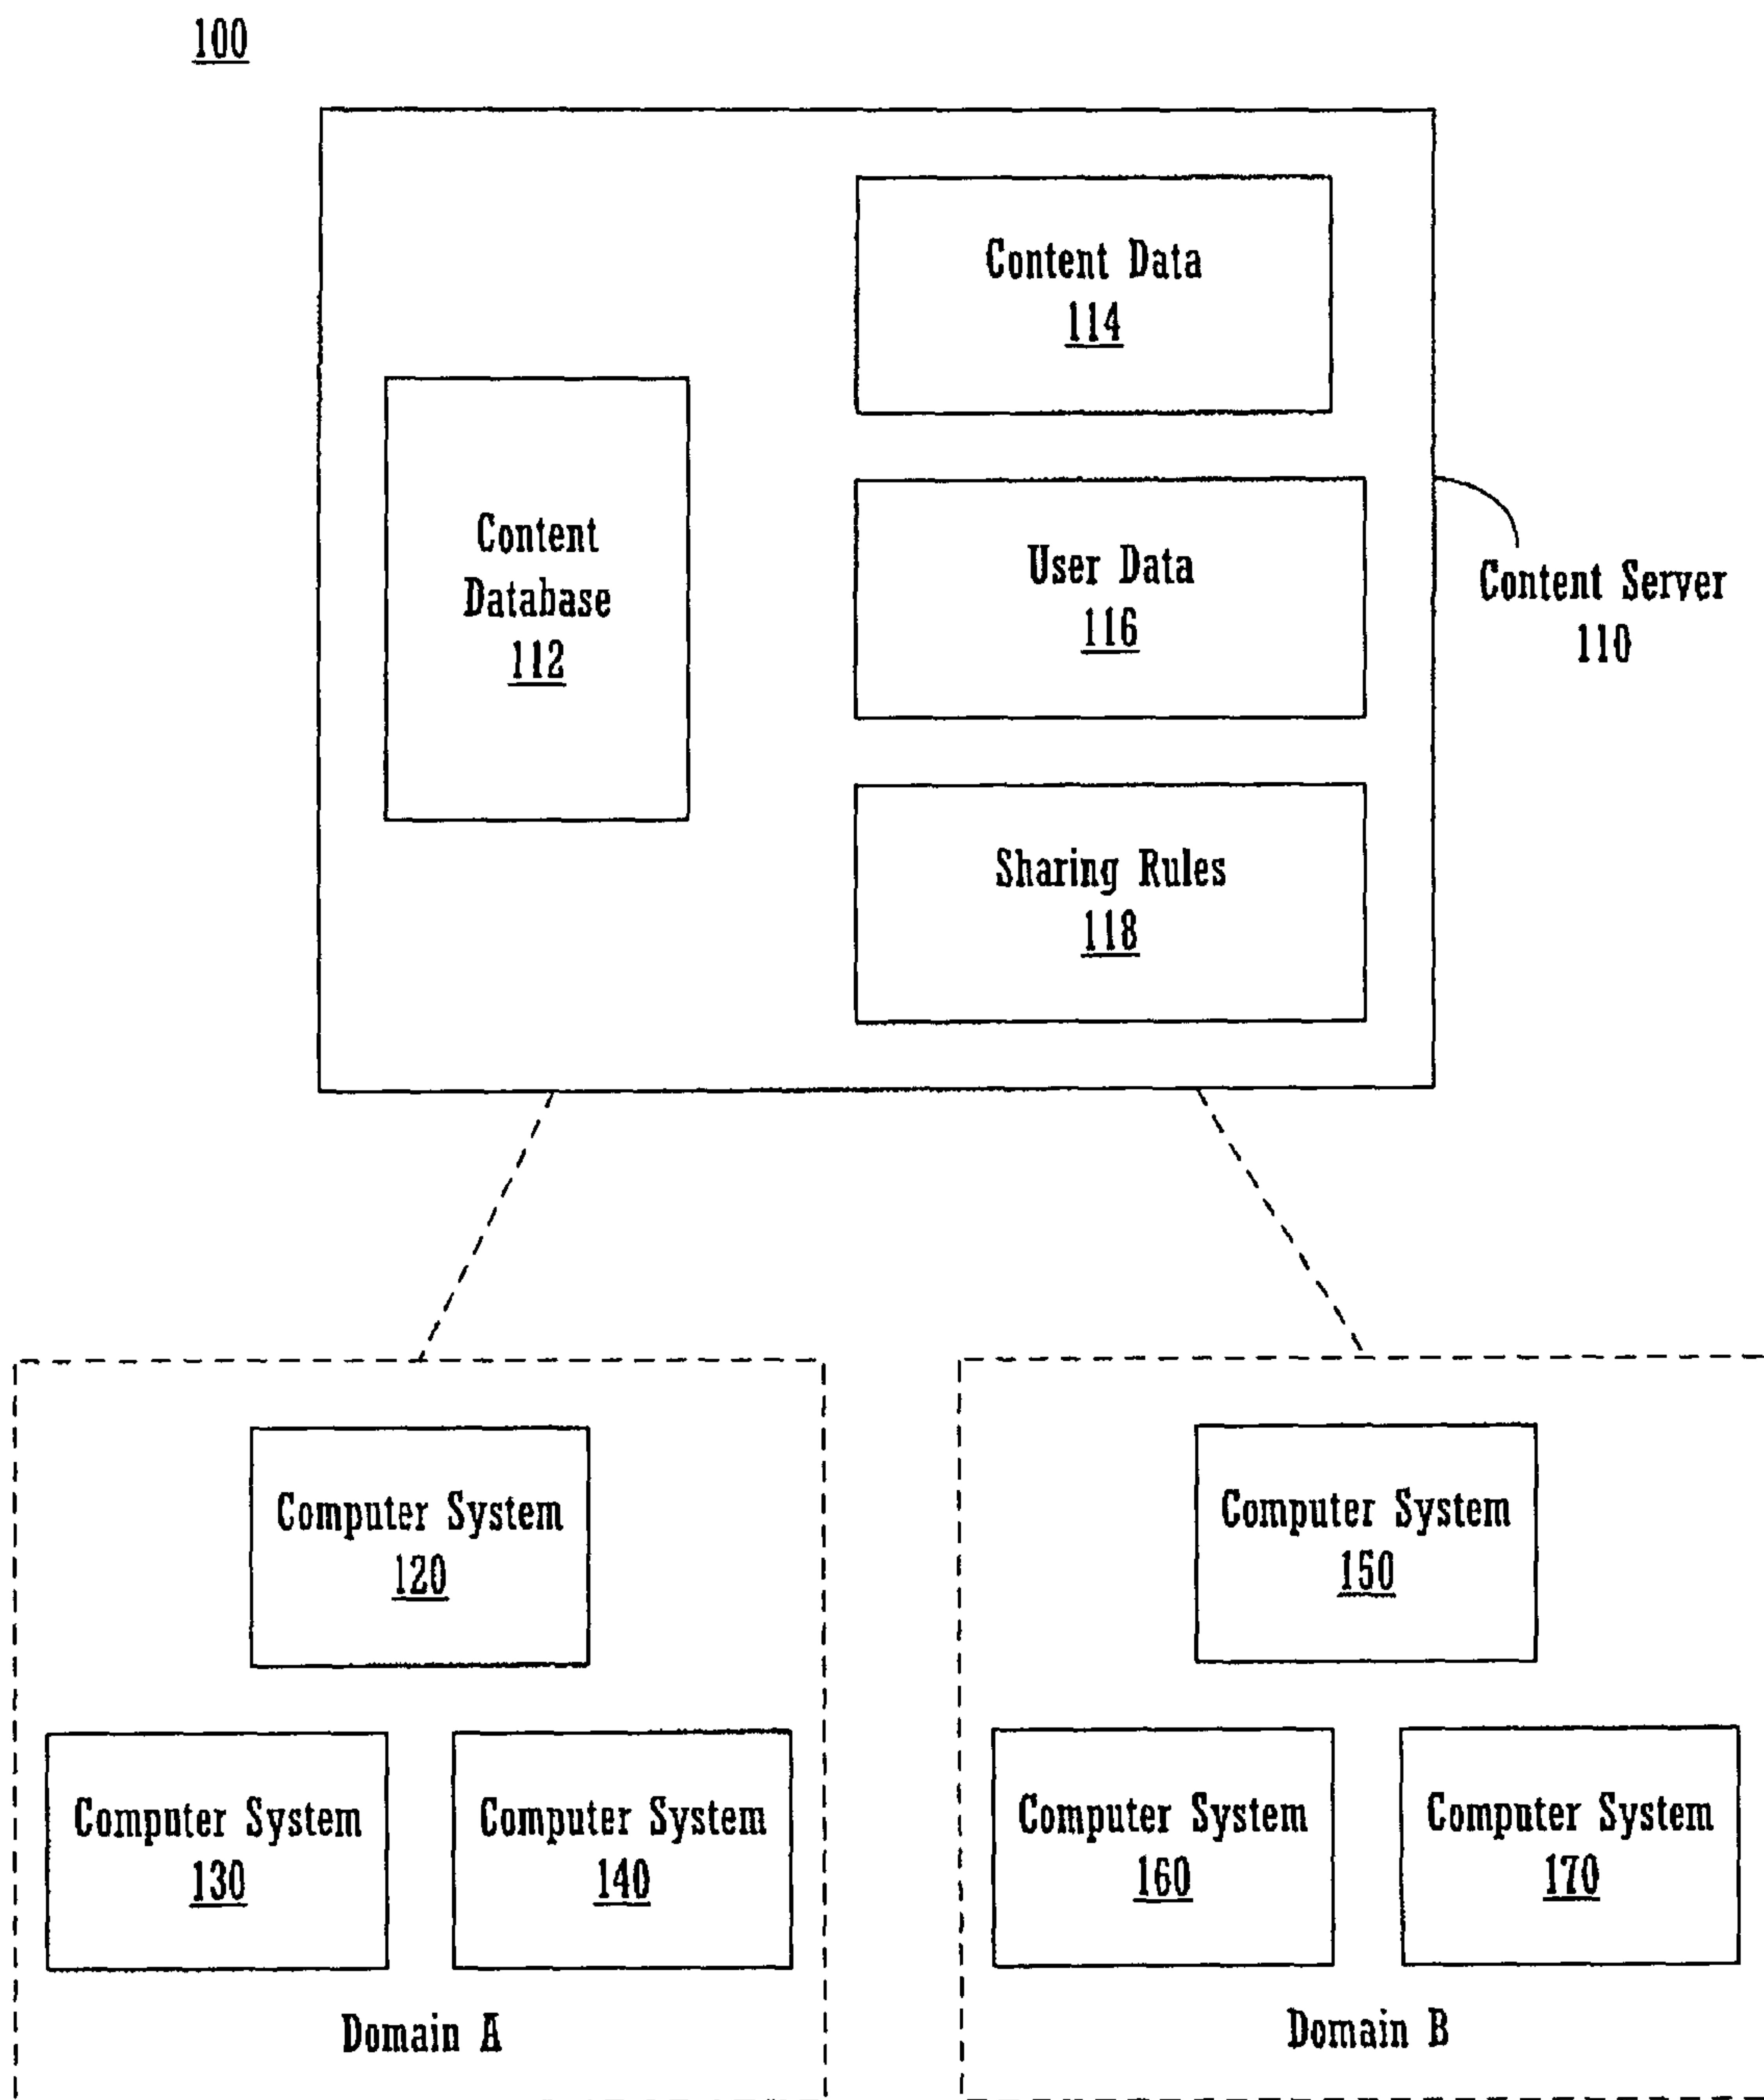 100
Content Data
114
Content
Database
112
User Data
116
Content Server
110
Sharing Rules
118
Computer System
120
Computer System
130
Computer System
140
Domain A
Computer System
150
Computer System
160
Computer System
170
Domain B